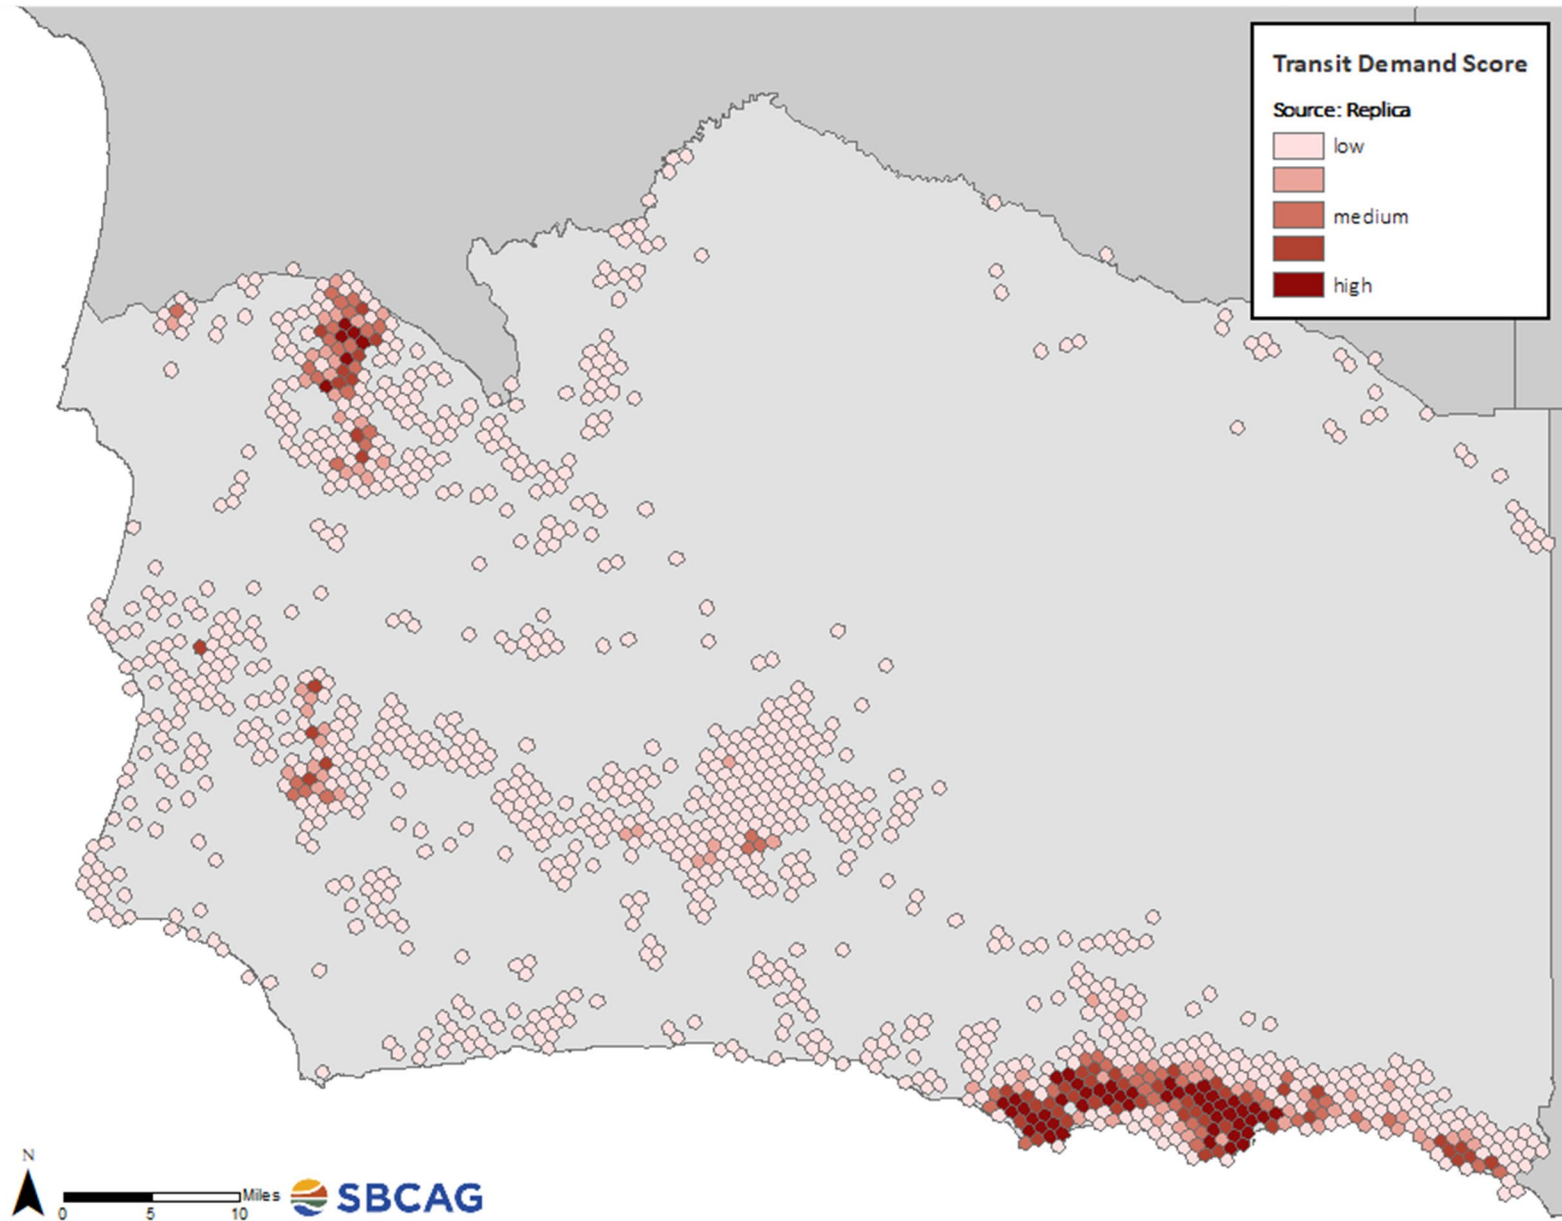 Transit Demand Score
Source: Replica
low
medium
high
N
Miles
0 5 10
SBCAG